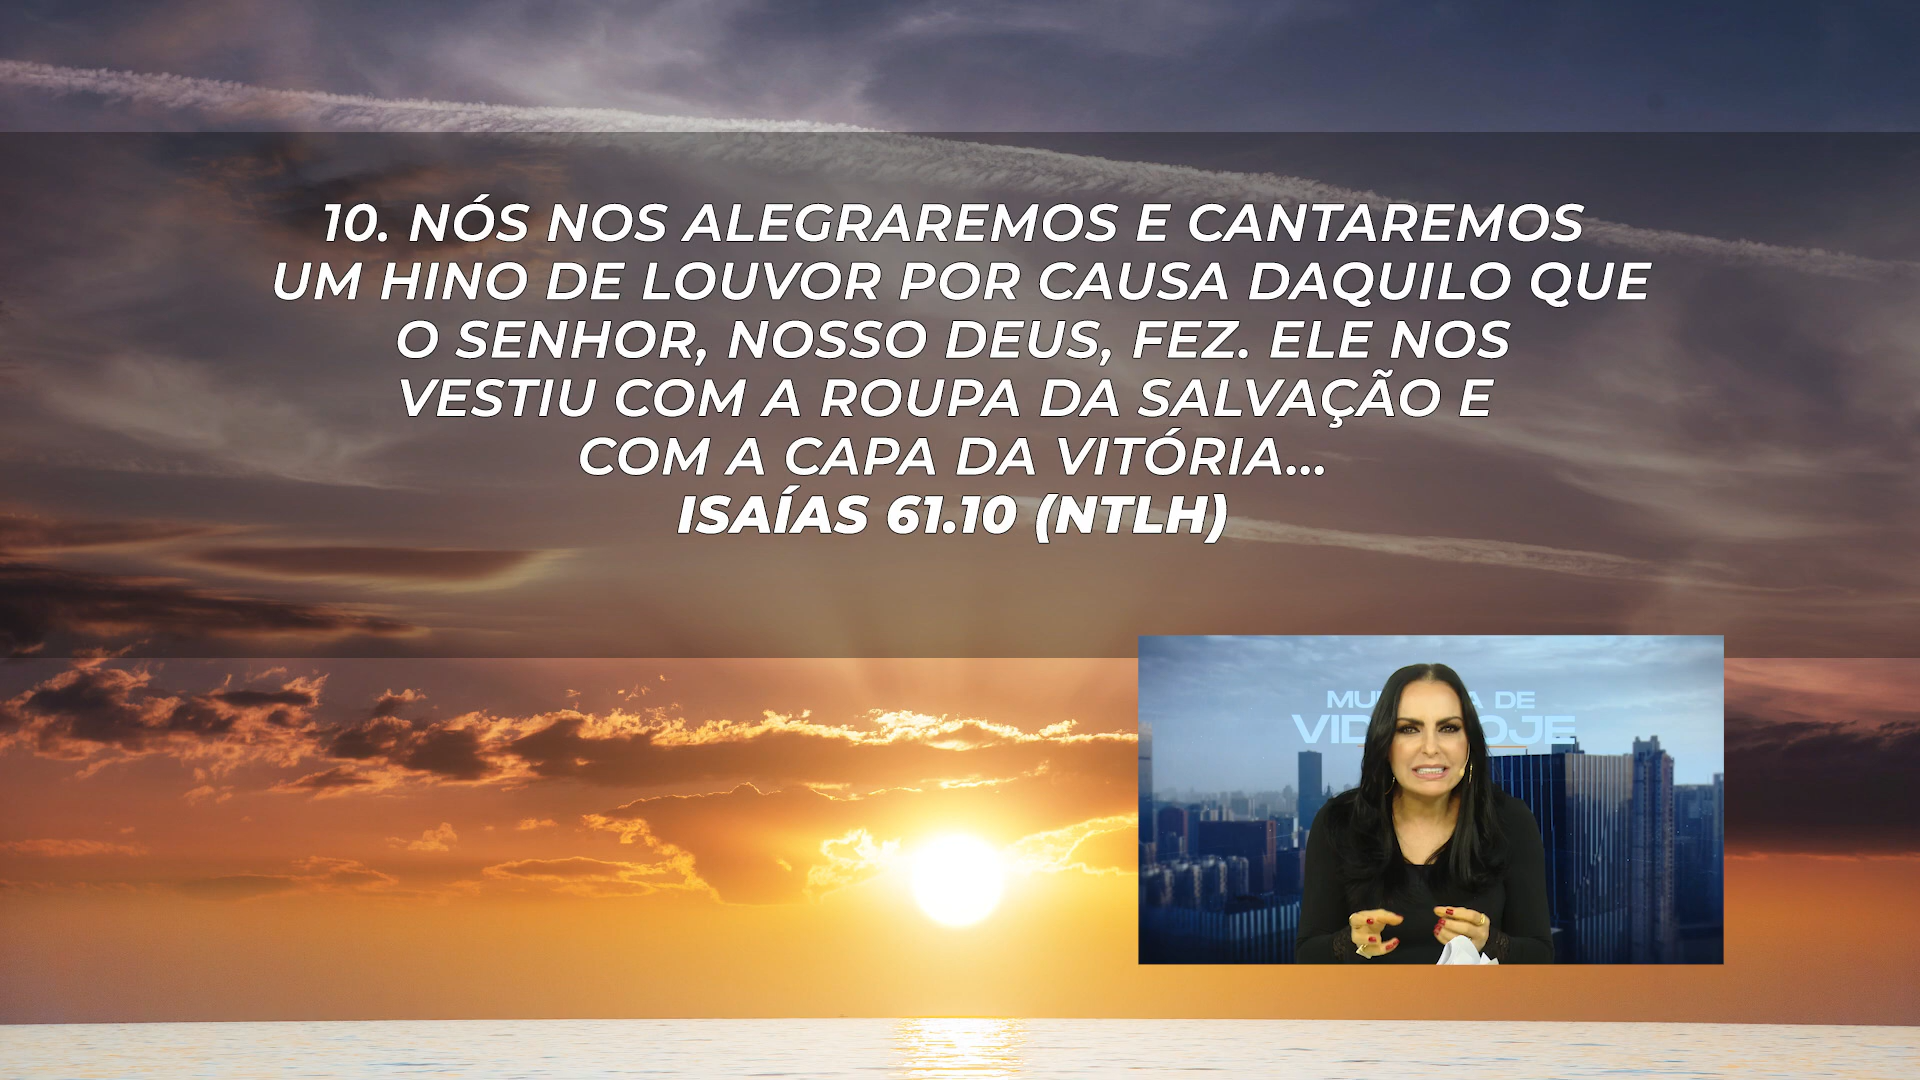 10. NÓS NOS ALEGRAREMOS E CANTAREMOS
UM HINO DE LOUVOR POR CAUSA DAQUILO QUE
O SENHOR, NOSSO DEUS, FEZ. ELE NOS
VESTIU COM A ROUPA DA SALVAÇÃO E
COM A CAPA DA VITÓRIA...
ISAÍAS 61.10 (NTLH)
DE